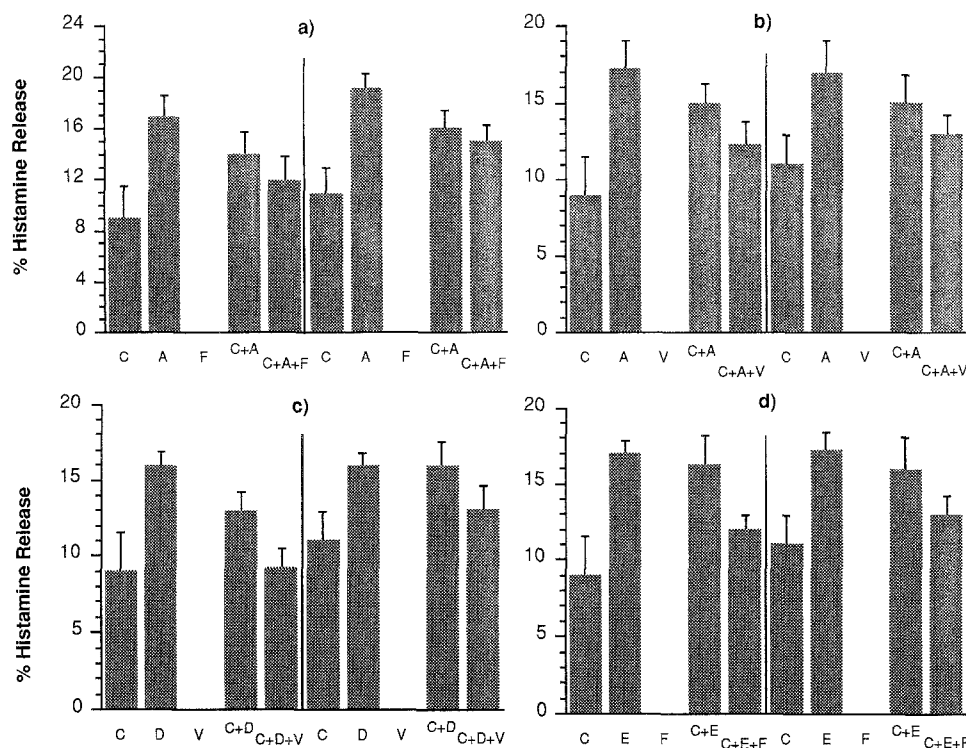 a)
% Histamine Release
24
20
16
12
8
4
0
C A F C+A C+A+F C A F C+A C+A+F
b)
20
15
10
5
0
C A V C+A C+A+V C A V C+A C+A+V
c)
% Histamine Release
20
15
10
5
0
C D V C+D C+D+V C D V C+D C+D+V
d)
20
15
10
5
0
C E F C+E C+E+F C E F C+E C+E+F